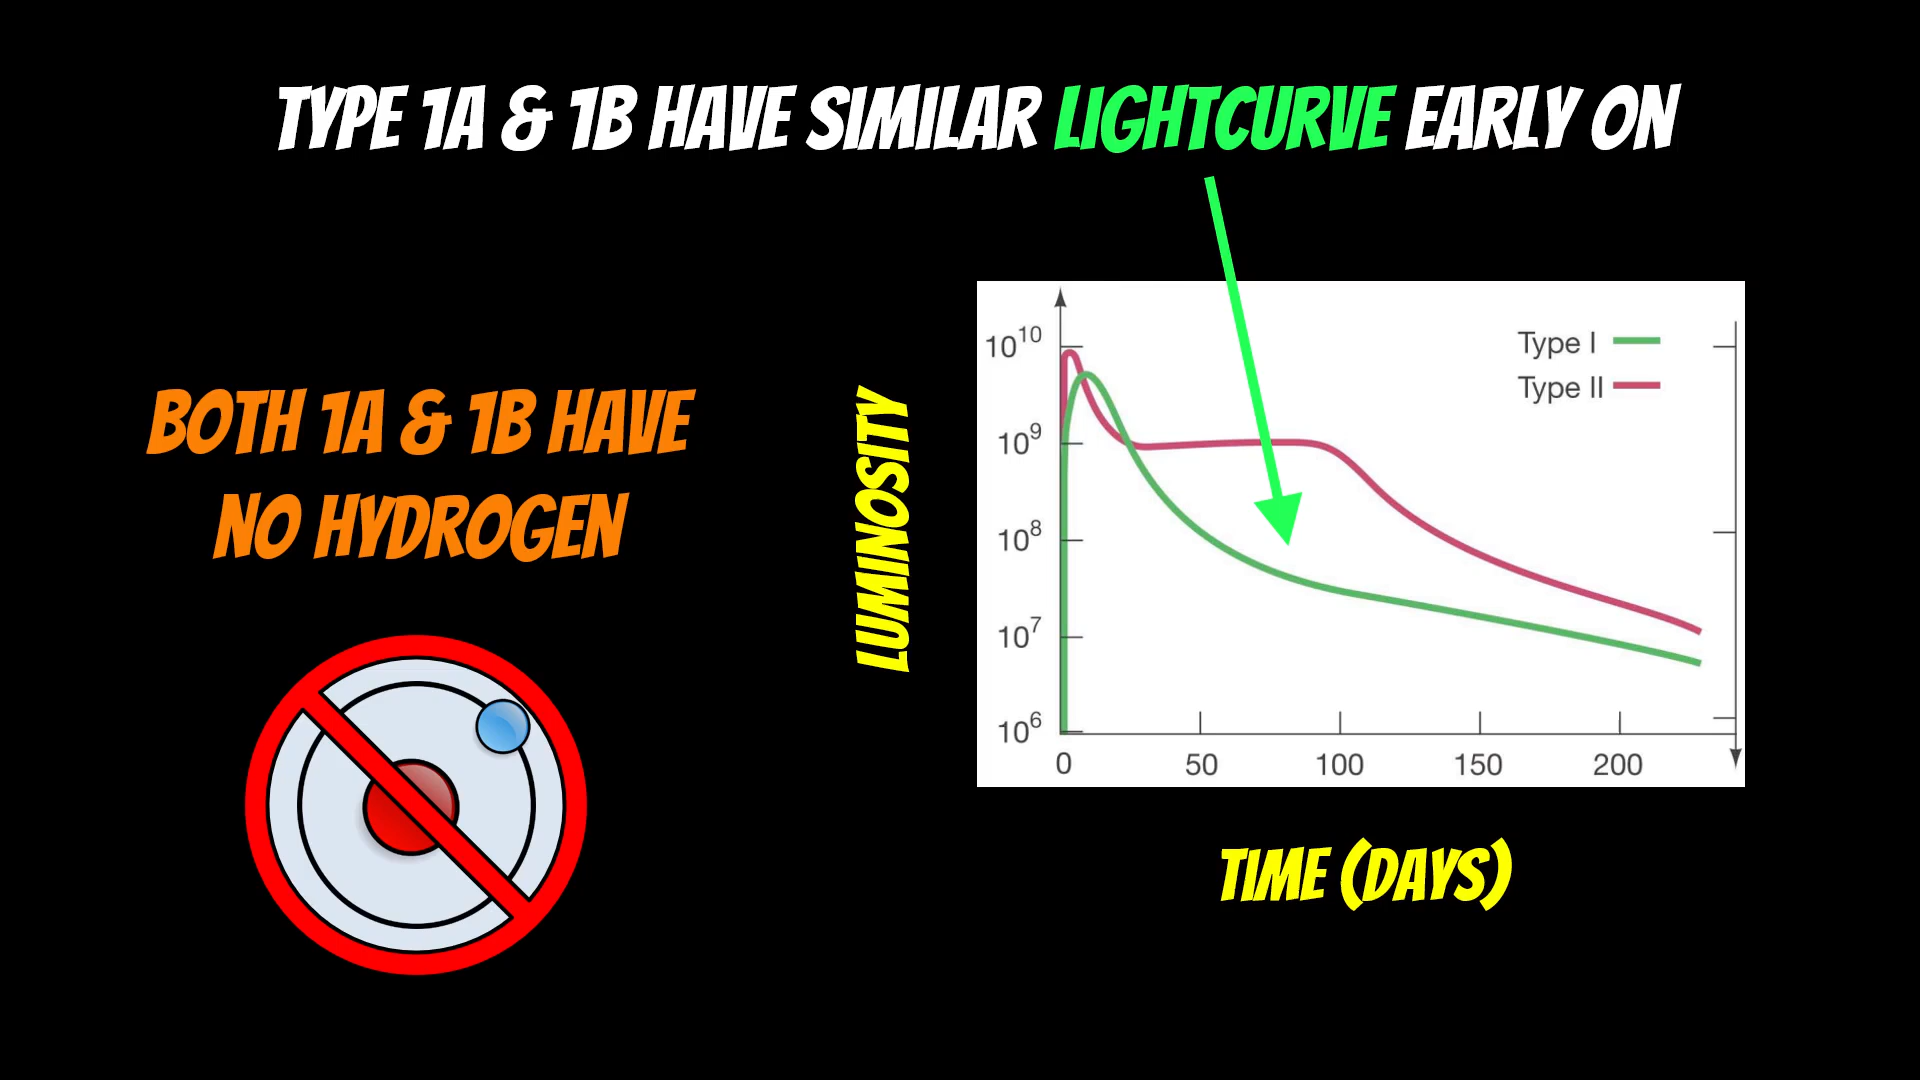 TYPE 1A & 1B HAVE SIMILAR LIGHTCURVE EARLY ON
BOTH 1A & 1B HAVE
NO HYDROGEN
LUMINOSITY
10^10
10^9
10^8
10^7
10^6
Type I
Type II
0 50 100 150 200
TIME (DAYS)